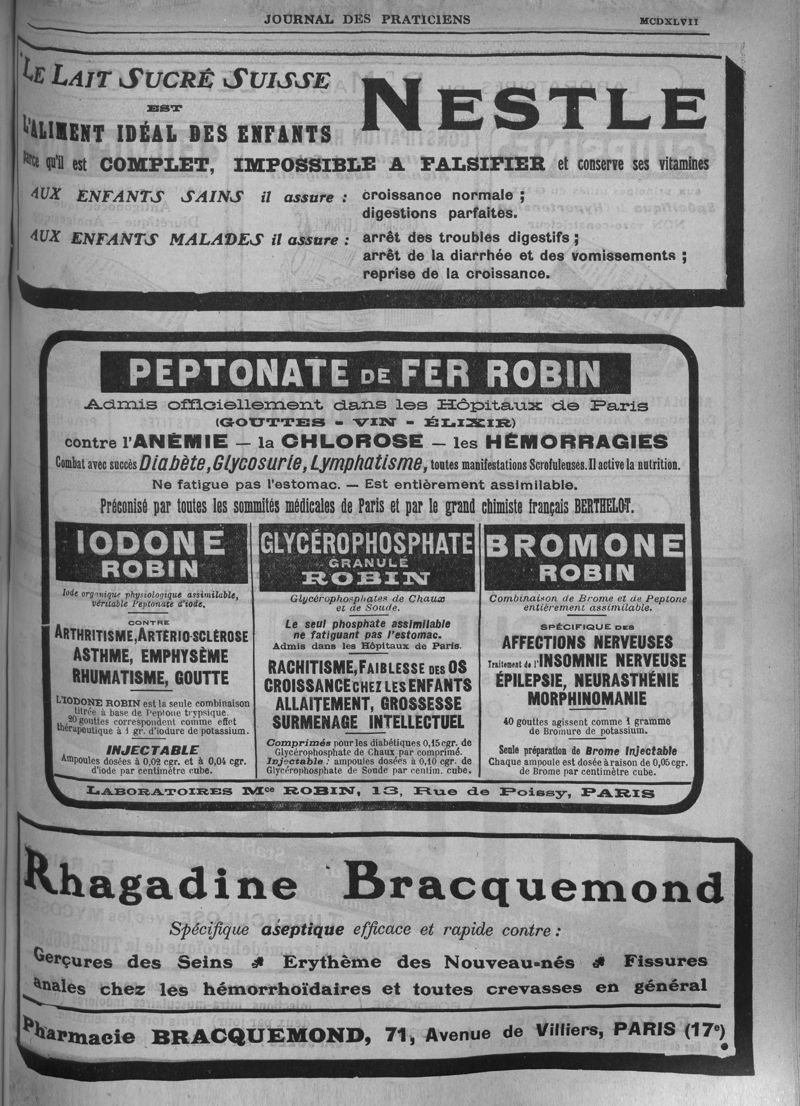 JOURNAL DES PRATICIENS MCDXLVII
LE LAIT SUCRÉ SUISSE
NESTLE
EST
L'ALIMENT IDÉAL DES ENFANTS
parce qu'il est COMPLET, IMPOSSIBLE A FALSIFIER et conserve ses vitamines
AUX ENFANTS SAINS il assure : croissance normale ;
digestions parfaites.
AUX ENFANTS MALADES il assure : arrêt des troubles digestifs ;
arrêt de la diarrhée et des vomissements ;
reprise de la croissance.
PEPTONATE DE FER ROBIN
Admis officiellement dans les Hôpitaux de Paris
(GOUTTES - VIN - ÉLIXIR)
contre l'ANÉMIE — la CHLOROSE — les HÉMORRAGIES
Combat avec succès Diabète, Glycosurie, Lymphatisme, toutes manifestations Scrofuleuses. Il active la nutrition.
Ne fatigue pas l'estomac. — Est entièrement assimilable.
Préconisé par toutes les sommités médicales de Paris et par le grand chimiste français BERTHELOT.
IODONE
ROBIN
Iode organique physiologique assimilable,
véritable Peptonate d'iode.
CONTRE
ARTHRITISME, ARTÉRIO-SCLÉROSE
ASTHME, EMPHYSÈME
RHUMATISME, GOUTTE
L'IODONE ROBIN est la seule combinaison
titrée à base de Peptone trypsique.
20 gouttes correspondent comme effet
thérapeutique à 1 gr. d'iodure de potassium.
INJECTABLE
Ampoules dosées à 0,02 cgr. et à 0,04 cgr.
d'iode par centimètre cube.
GLYCÉROPHOSPHATE
GRANULÉ
ROBIN
Glycérophosphates de Chaux
et de Soude.
Le seul phosphate assimilable
ne fatiguant pas l'estomac.
Admis dans les Hôpitaux de Paris.
RACHITISME, FAIBLESSE DES OS
CROISSANCE CHEZ LES ENFANTS
ALLAITEMENT, GROSSESSE
SURMENAGE INTELLECTUEL
Comprimés pour les diabétiques 0,15 cgr. de
Glycérophosphate de Chaux par comprimé.
Injectable : ampoules dosées à 0,10 cgr. de
Glycérophosphate de Soude par centim. cube.
BROMONE
ROBIN
Combinaison de Brome et de Peptone
entièrement assimilable.
SPÉCIFIQUE DES
AFFECTIONS NERVEUSES
Traitement de l'INSOMNIE NERVEUSE
ÉPILEPSIE, NEURASTHÉNIE
MORPHINOMANIE
40 gouttes agissent comme 1 gramme
de Bromure de potassium.
Seule préparation de Brome Injectable
Chaque ampoule est dosée à raison de 0,05 cgr.
de Brome par centimètre cube.
LABORATOIRES Mce ROBIN, 13, Rue de Poissy, PARIS
Rhagadine Bracquemond
Spécifique aseptique efficace et rapide contre :
Gerçures des Seins Erythème des Nouveau-nés Fissures
anales chez les hémorrhoïdaires et toutes crevasses en général
Pharmacie BRACQUEMOND, 71, Avenue de Villiers, PARIS (17e)